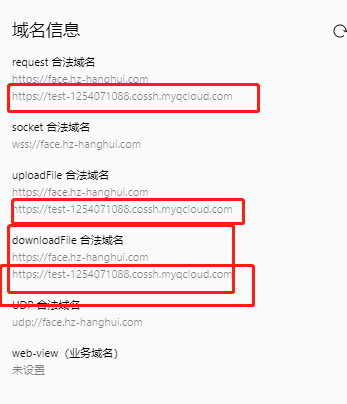 域名信息
request 合法域名
https://face.hz-hanghui.com
https://test-1254071088.cossh.myqcloud.com
socket 合法域名
wss://face.hz-hanghui.com
uploadFile 合法域名
https://face.hz-hanghui.com
https://test-1254071088.cossh.myqcloud.com
downloadFile 合法域名
https://face.hz-hanghui.com
https://test-1254071088.cossh.myqcloud.com
UDP 合法域名
udp://face.hz-hanghui.com
web-view（业务域名）
未设置